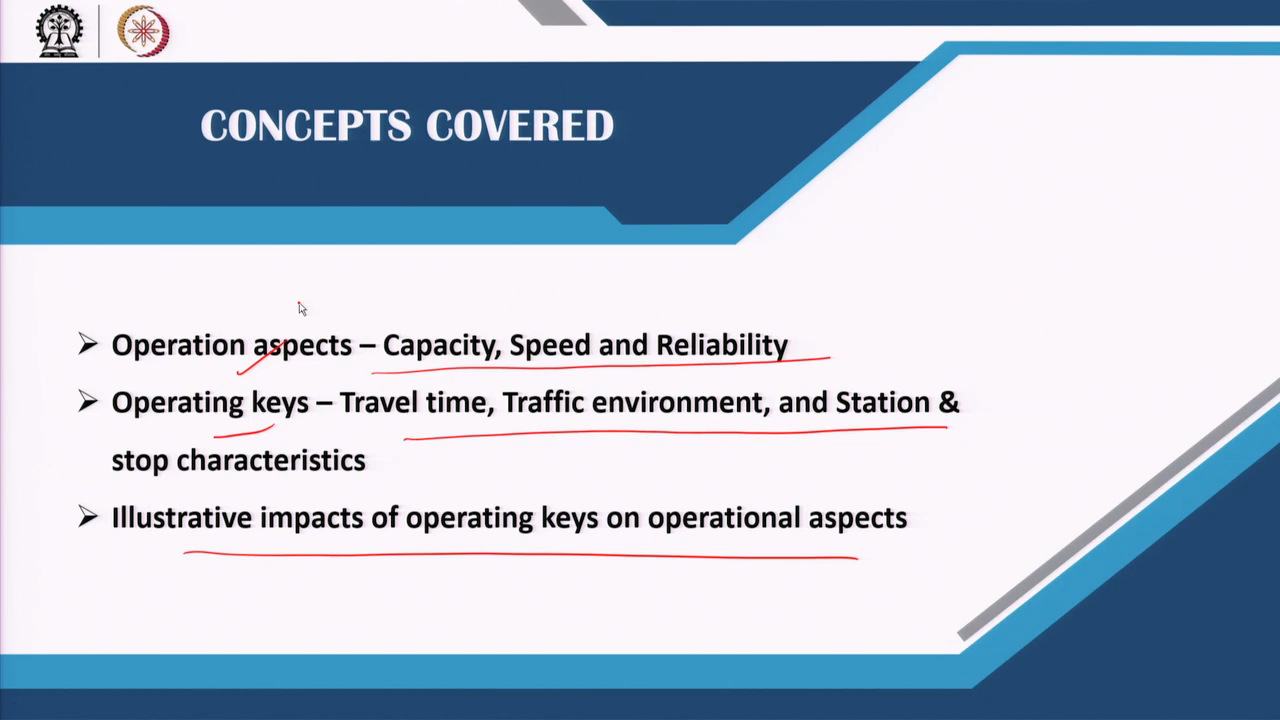 CONCEPTS COVERED
➢ Operation aspects – Capacity, Speed and Reliability
➢ Operating keys – Travel time, Traffic environment, and Station &
stop characteristics
➢ Illustrative impacts of operating keys on operational aspects